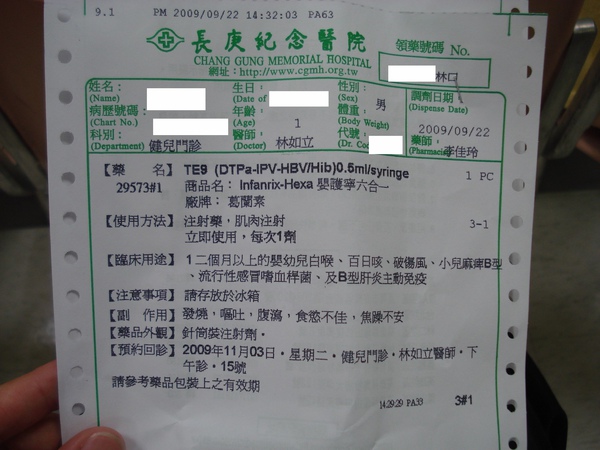 9.1 PM 2009/09/22 14:32:03 PA63
長庚紀念醫院
CHANG GUNG MEMORIAL HOSPITAL
網址：http://www.cgmh.org.tw
領藥號碼 No.
林口
姓名：
(Name)
生日：
(Date of
性別：
(Sex)
男
調劑日期
(Dispense Date)
病歷號碼：
(Chart No.)
年齡：
(Age)
1
體重：
(Body Weight)
2009/09/22
科別：
(Department)
健兒門診
醫師：
(Doctor)
林如立
代號：
(Dr. Co
藥師：
(Pharmacist)
李佳玲
【藥 名】 TE9 (DTPa-IPV-HBV/Hib)0.5ml/syringe 1 PC
29573#1 商品名： Infanrix-Hexa 嬰護寧六合一
廠牌： 葛蘭素
【使用方法】 注射藥，肌肉注射 3-1
立即使用，每次1劑
【臨床用途】 1二個月以上的嬰幼兒白喉、百日咳、破傷風、小兒麻痺B型
、流行性感冒嗜血桿菌、及B型肝炎主動免疫
【注意事項】 請存放於冰箱
【副 作用】 發燒，嘔吐，腹瀉，食慾不佳，焦躁不安
【藥品外觀】 針筒裝注射劑．
【預約回診】 2009年11月03日．星期二．健兒門診．林如立醫師．下
午診．15號
請參考藥品包裝上之有效期
14:29:29 PA33 3#1